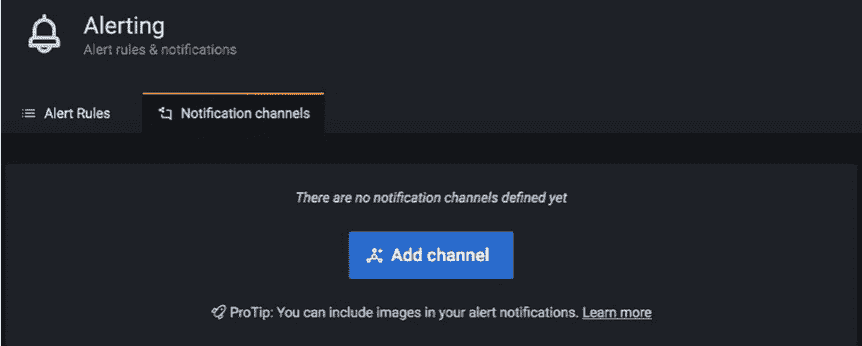 Alerting
Alert rules & notifications
Alert Rules
Notification channels
There are no notification channels defined yet
Add channel
ProTip: You can include images in your alert notifications. Learn more